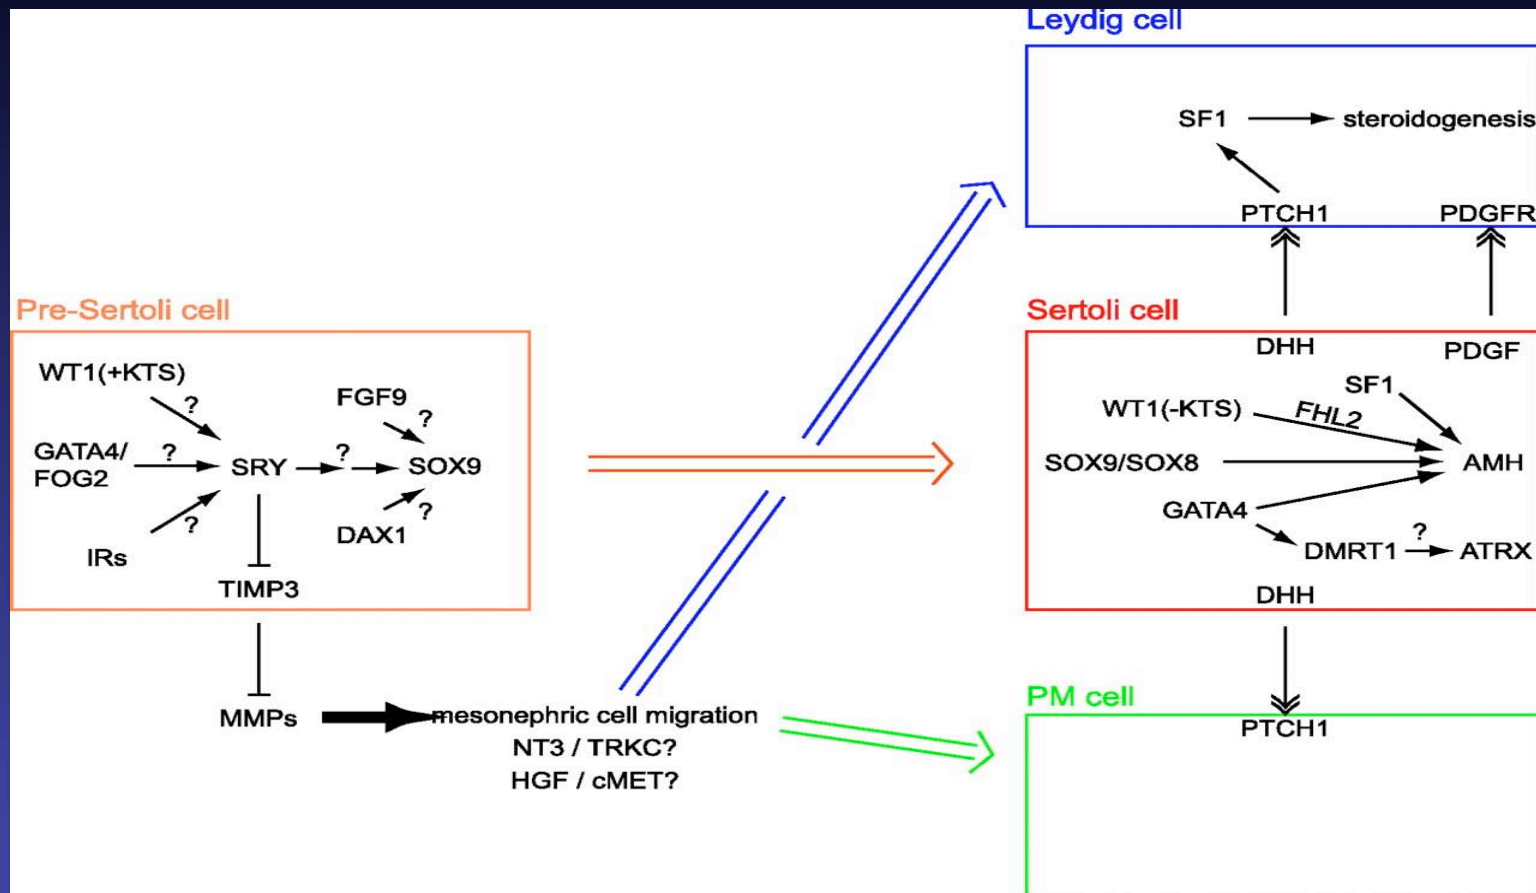 Leydig cell
SF1 steroidogenesis
PTCH1 PDGFR
Pre-Sertoli cell
WT1(+KTS)
?
FGF9
?
GATA4/
FOG2
?
SRY
?
SOX9
?
IRs
?
DAX1
TIMP3
MMPs
mesonephric cell migration
NT3 / TRKC?
HGF / cMET?
Sertoli cell
DHH
PDGF
SF1
WT1(-KTS)
FHL2
SOX9/SOX8
AMH
GATA4
?
DMRT1
ATRX
DHH
PM cell
PTCH1